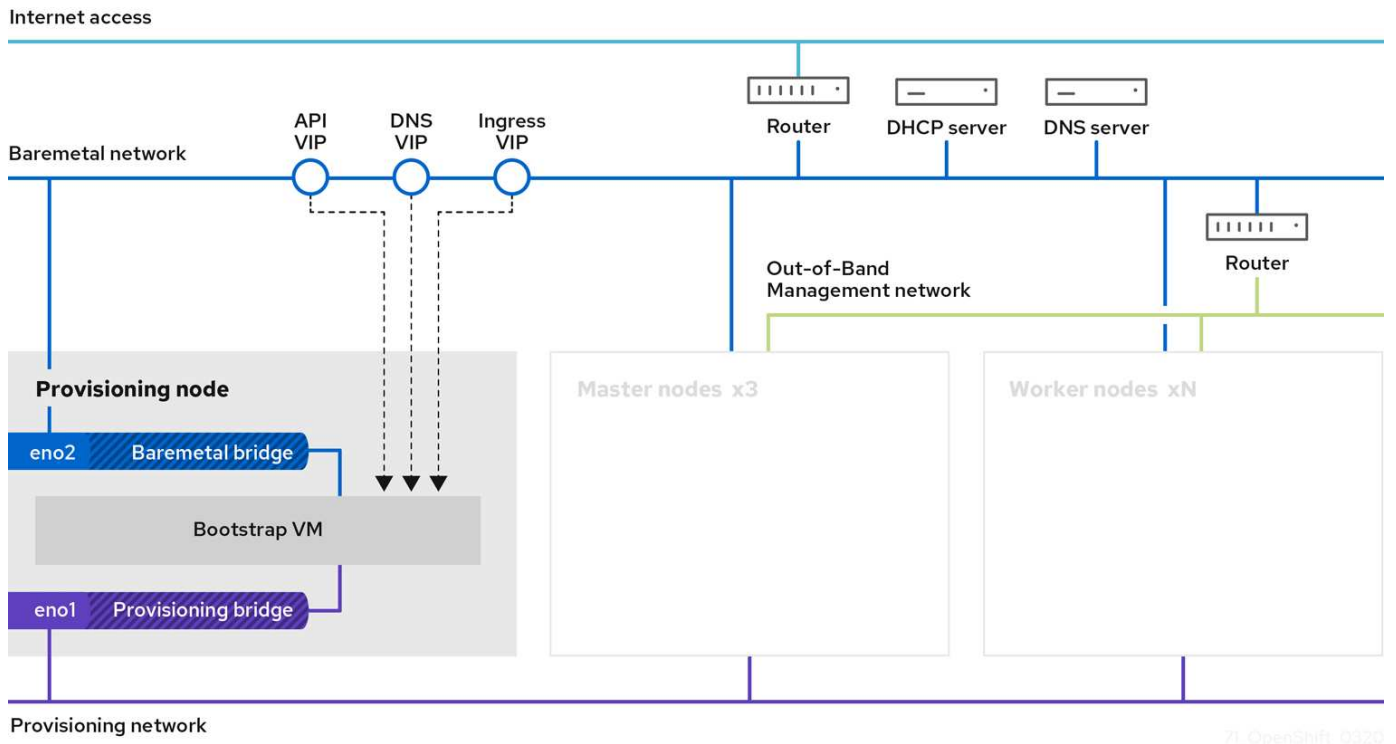 Internet access
API
VIP
DNS
VIP
Ingress
VIP
Router
DHCP server
DNS server
Baremetal network
Router
Out-of-Band
Management network
Provisioning node
Master nodes x3
Worker nodes xN
eno2
Baremetal bridge
Bootstrap VM
eno1
Provisioning bridge
Provisioning network
71_OpenShift_0320